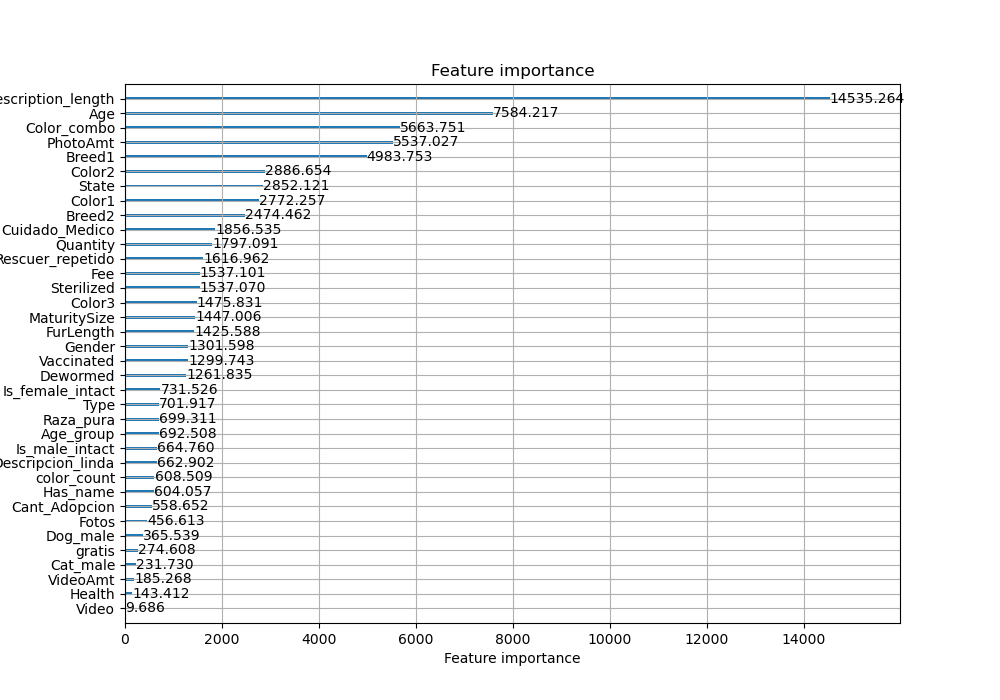 Feature importance
escription_length 14535.264
Age 7584.217
Color_combo 5663.751
PhotoAmt 5537.027
Breed1 4983.753
Color2 2886.654
State 2852.121
Color1 2772.257
Breed2 2474.462
Cuidado_Medico 1856.535
Quantity 1797.091
Rescuer_repetido 1616.962
Fee 1537.101
Sterilized 1537.070
Color3 1475.831
MaturitySize 1447.006
FurLength 1425.588
Gender 1301.598
Vaccinated 1299.743
Dewormed 1261.835
Is_female_intact 731.526
Type 701.917
Raza_pura 699.311
Age_group 692.508
Is_male_intact 664.760
Descripcion_linda 662.902
color_count 608.509
Has_name 604.057
Cant_Adopcion 558.652
Fotos 456.613
Dog_male 365.539
gratis 274.608
Cat_male 231.730
VideoAmt 185.268
Health 143.412
Video 9.686
0 2000 4000 6000 8000 10000 12000 14000
Feature importance